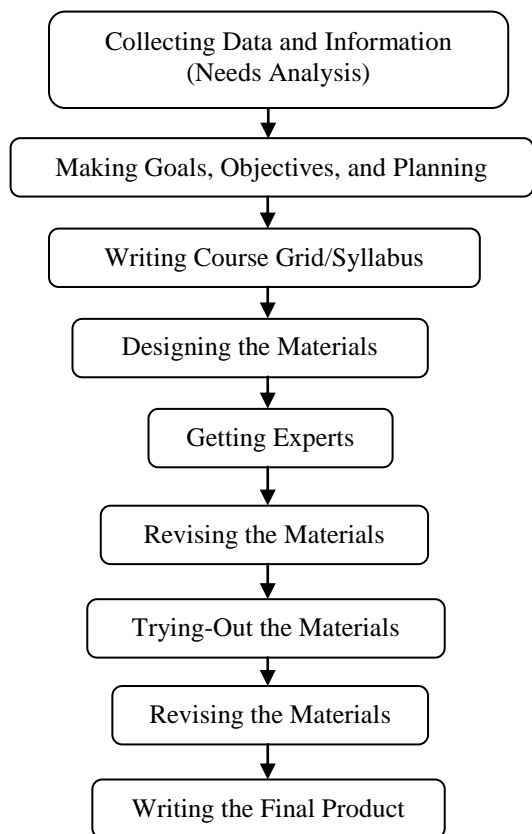 Collecting Data and Information
(Needs Analysis)
Making Goals, Objectives, and Planning
Writing Course Grid/Syllabus
Designing the Materials
Getting Experts
Revising the Materials
Trying-Out the Materials
Revising the Materials
Writing the Final Product